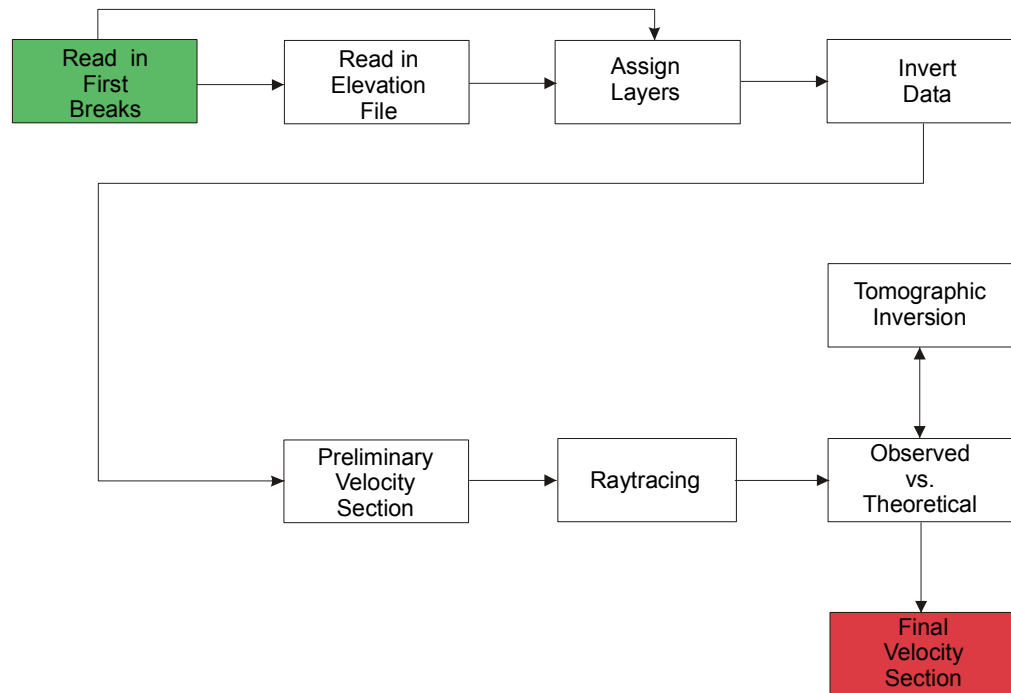 Read in
First
Breaks
Read in
Elevation
File
Assign
Layers
Invert
Data
Tomographic
Inversion
Preliminary
Velocity
Section
Raytracing
Observed
vs.
Theoretical
Final
Velocity
Section